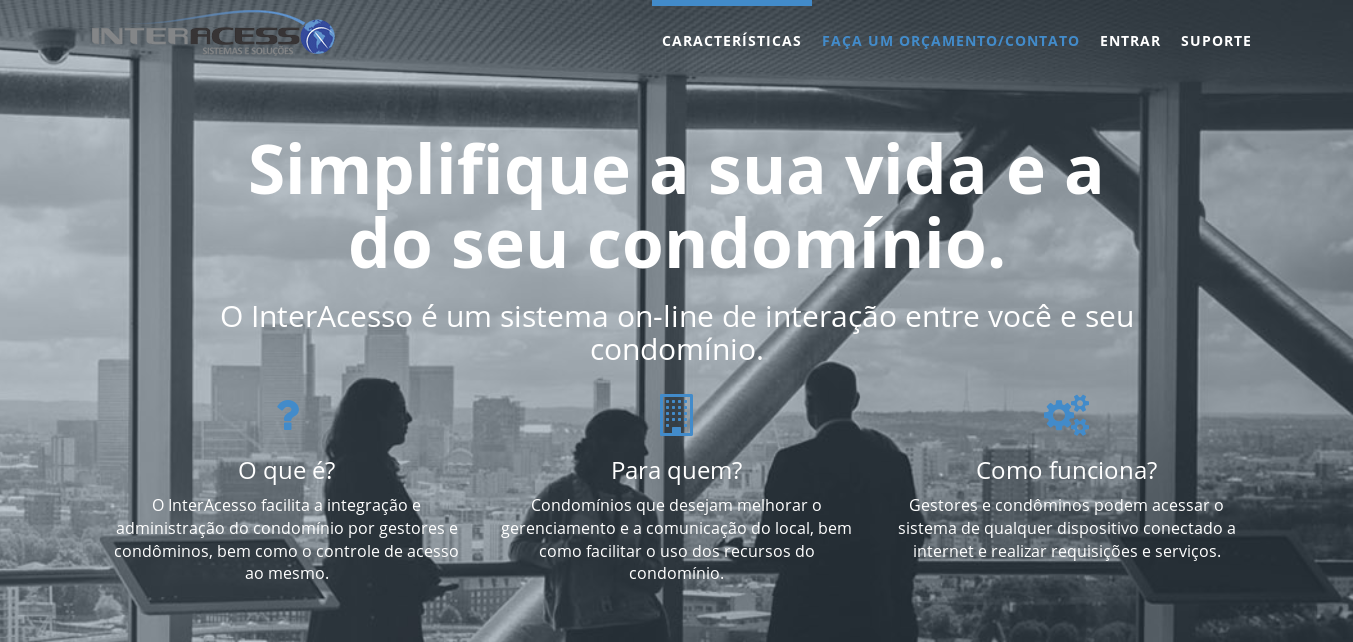 INTERACESSO
SISTEMAS E SOLUÇÕES
CARACTERÍSTICAS FAÇA UM ORÇAMENTO/CONTATO ENTRAR SUPORTE
Simplifique a sua vida e a
do seu condomínio.
O InterAcesso é um sistema on-line de interação entre você e seu
condomínio.
?
O que é?
O InterAcesso facilita a integração e
administração do condomínio por gestores e
condôminos, bem como o controle de acesso
ao mesmo.
Para quem?
Condomínios que desejam melhorar o
gerenciamento e a comunicação do local, bem
como facilitar o uso dos recursos do
condomínio.
Como funciona?
Gestores e condôminos podem acessar o
sistema de qualquer dispositivo conectado a
internet e realizar requisições e serviços.